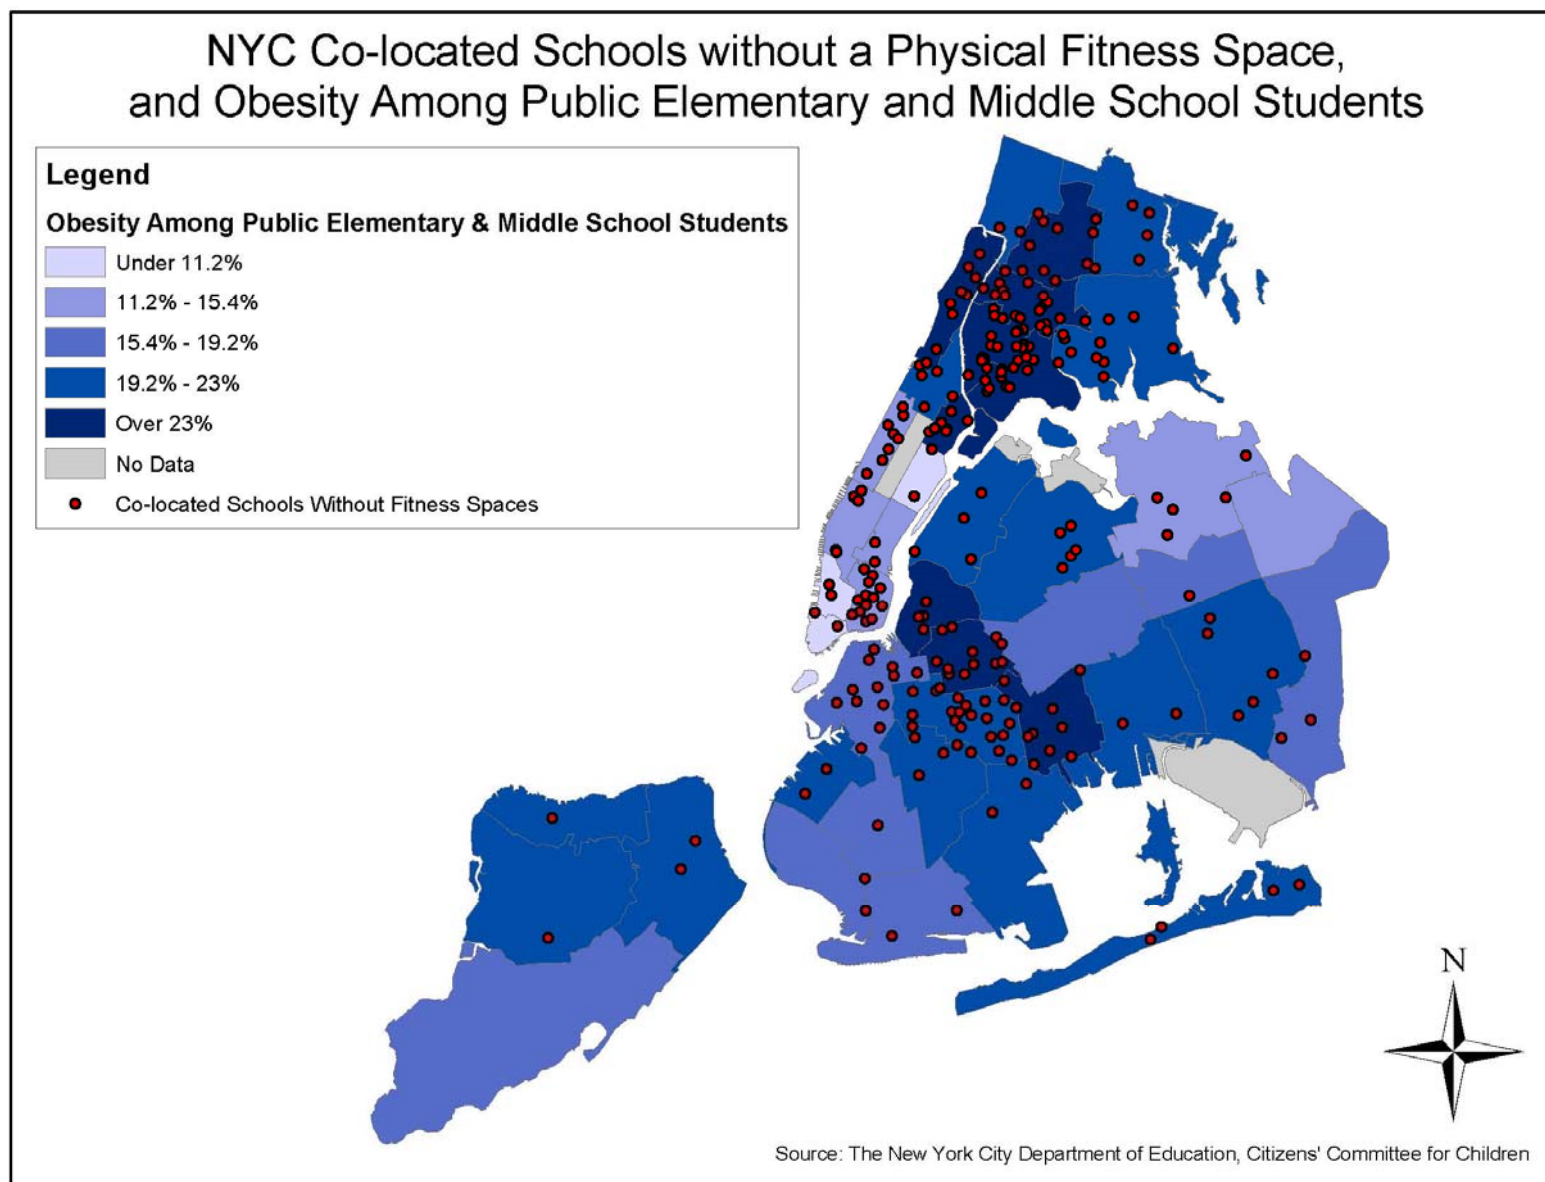 NYC Co-located Schools without a Physical Fitness Space,
and Obesity Among Public Elementary and Middle School Students
Legend
Obesity Among Public Elementary & Middle School Students
Under 11.2%
11.2% - 15.4%
15.4% - 19.2%
19.2% - 23%
Over 23%
No Data
Co-located Schools Without Fitness Spaces
N
Source: The New York City Department of Education, Citizens' Committee for Children